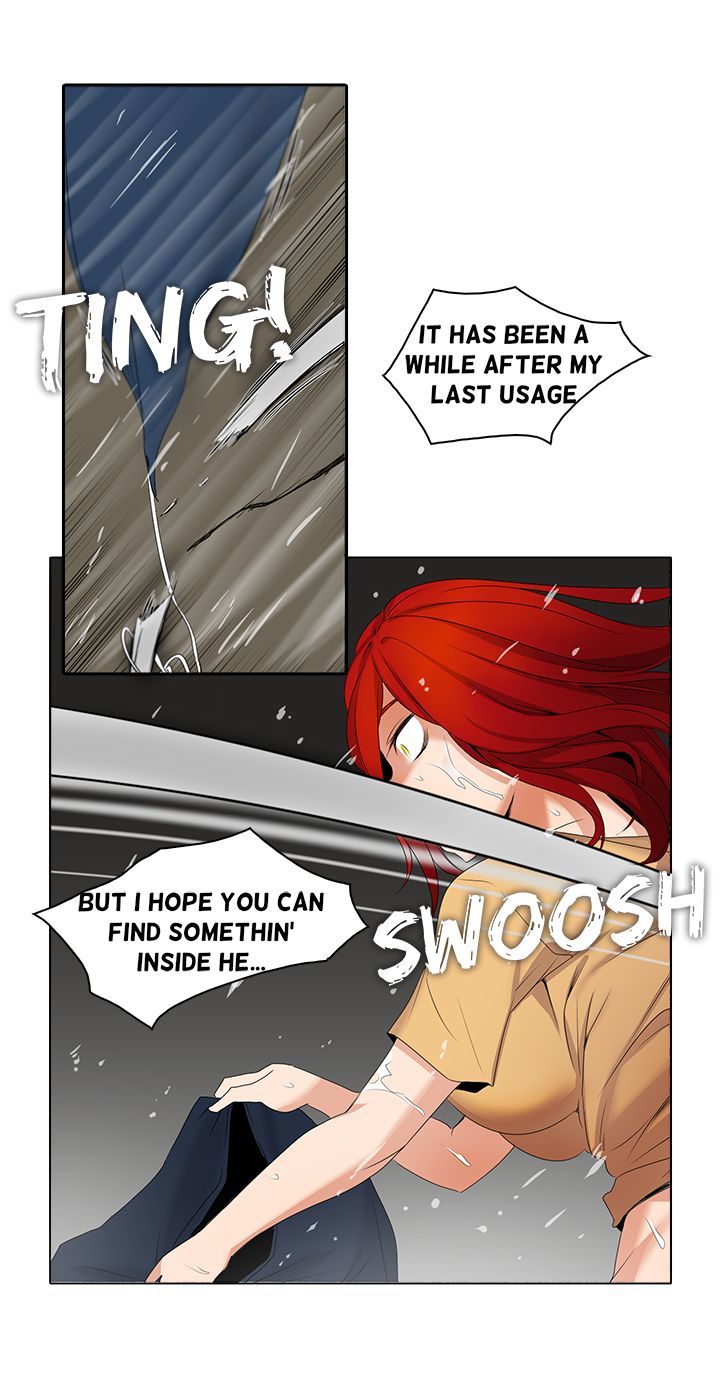 TING!
IT HAS BEEN A
WHILE AFTER MY
LAST USAGE
BUT I HOPE YOU CAN
FIND SOMETHIN'
INSIDE HE...
SWOOSH